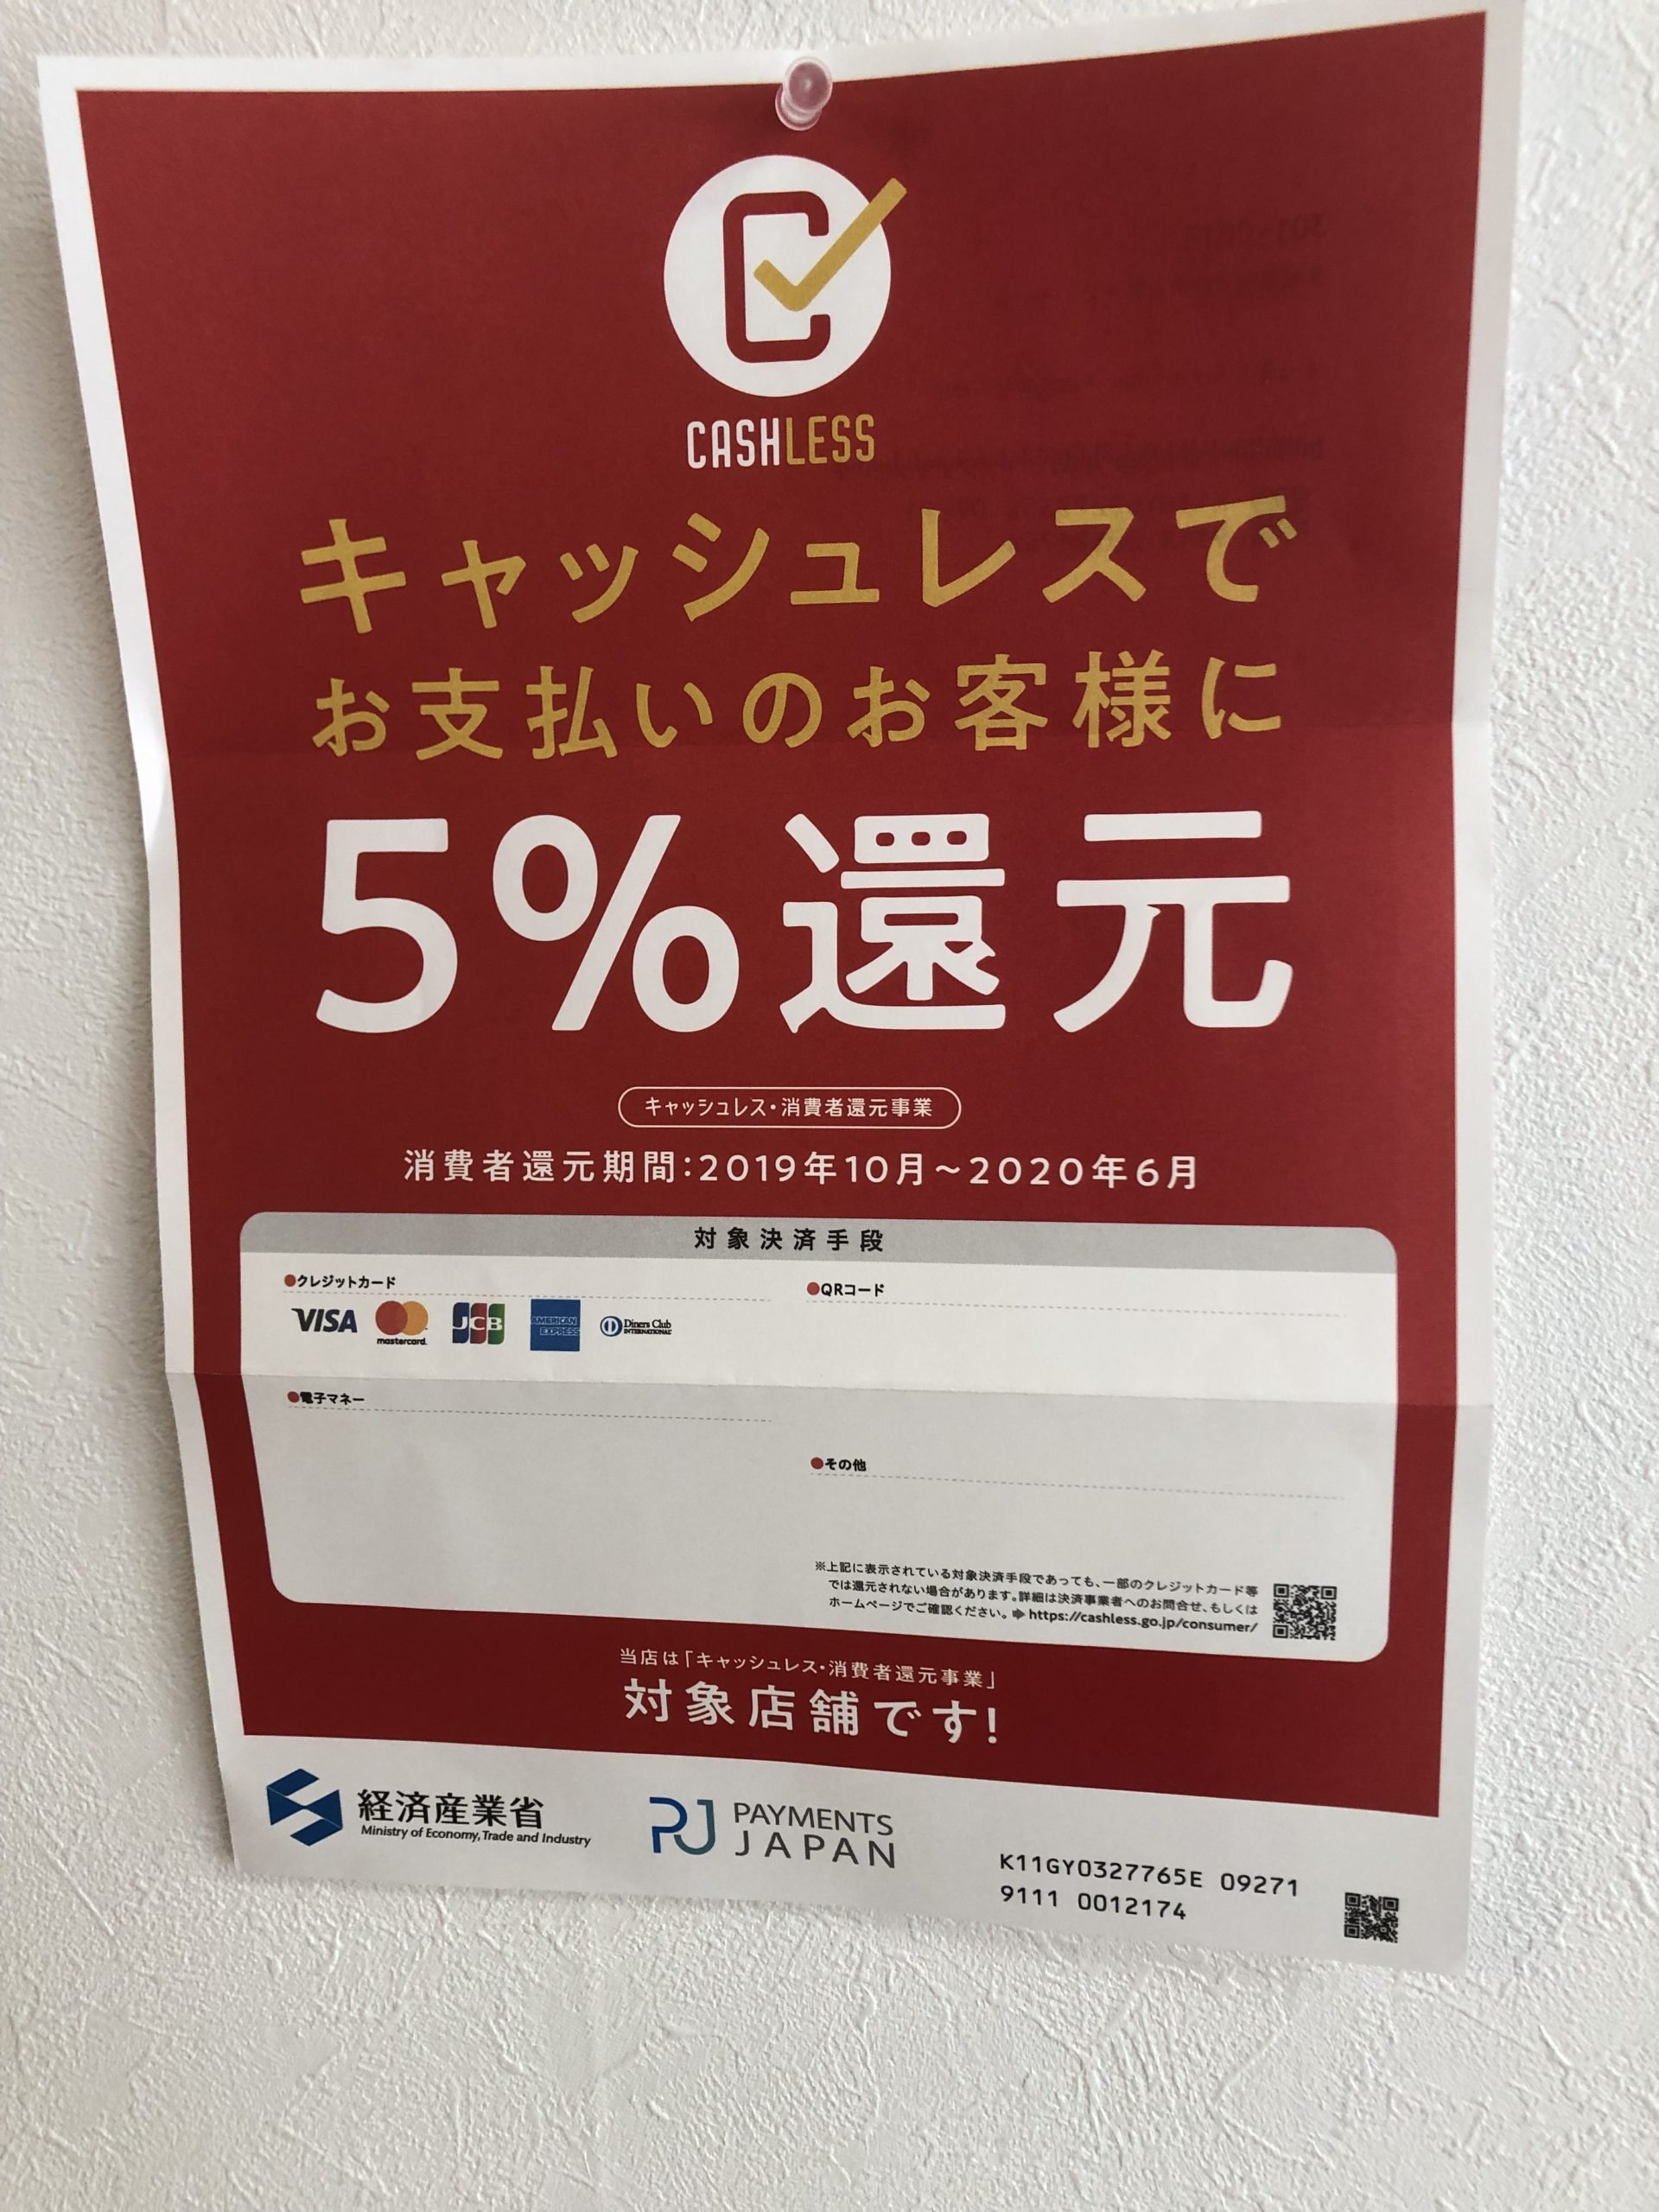 CASHLESS
キャッシュレスで
お支払いのお客様に
5%還元
キャッシュレス・消費者還元事業
消費者還元期間:2019年10月~2020年6月
対象決済手段
●クレジットカード
VISA
mastercard.
JCB
AMERICAN
EXPRESS
Diners Club
INTERNATIONAL
●QRコード
●電子マネー
●その他
※上記に表示されている対象決済手段であっても、一部のクレジットカード等
では還元されない場合があります。詳細は決済事業者へのお問合せ、もしくは
ホームページでご確認ください。➡https://cashless.go.jp/consumer/
当店は「キャッシュレス・消費者還元事業」
対象店舗です!
経済産業省
Ministry of Economy, Trade and Industry
PAYMENTS
JAPAN
K11GY0327765E 09271
9111 0012174